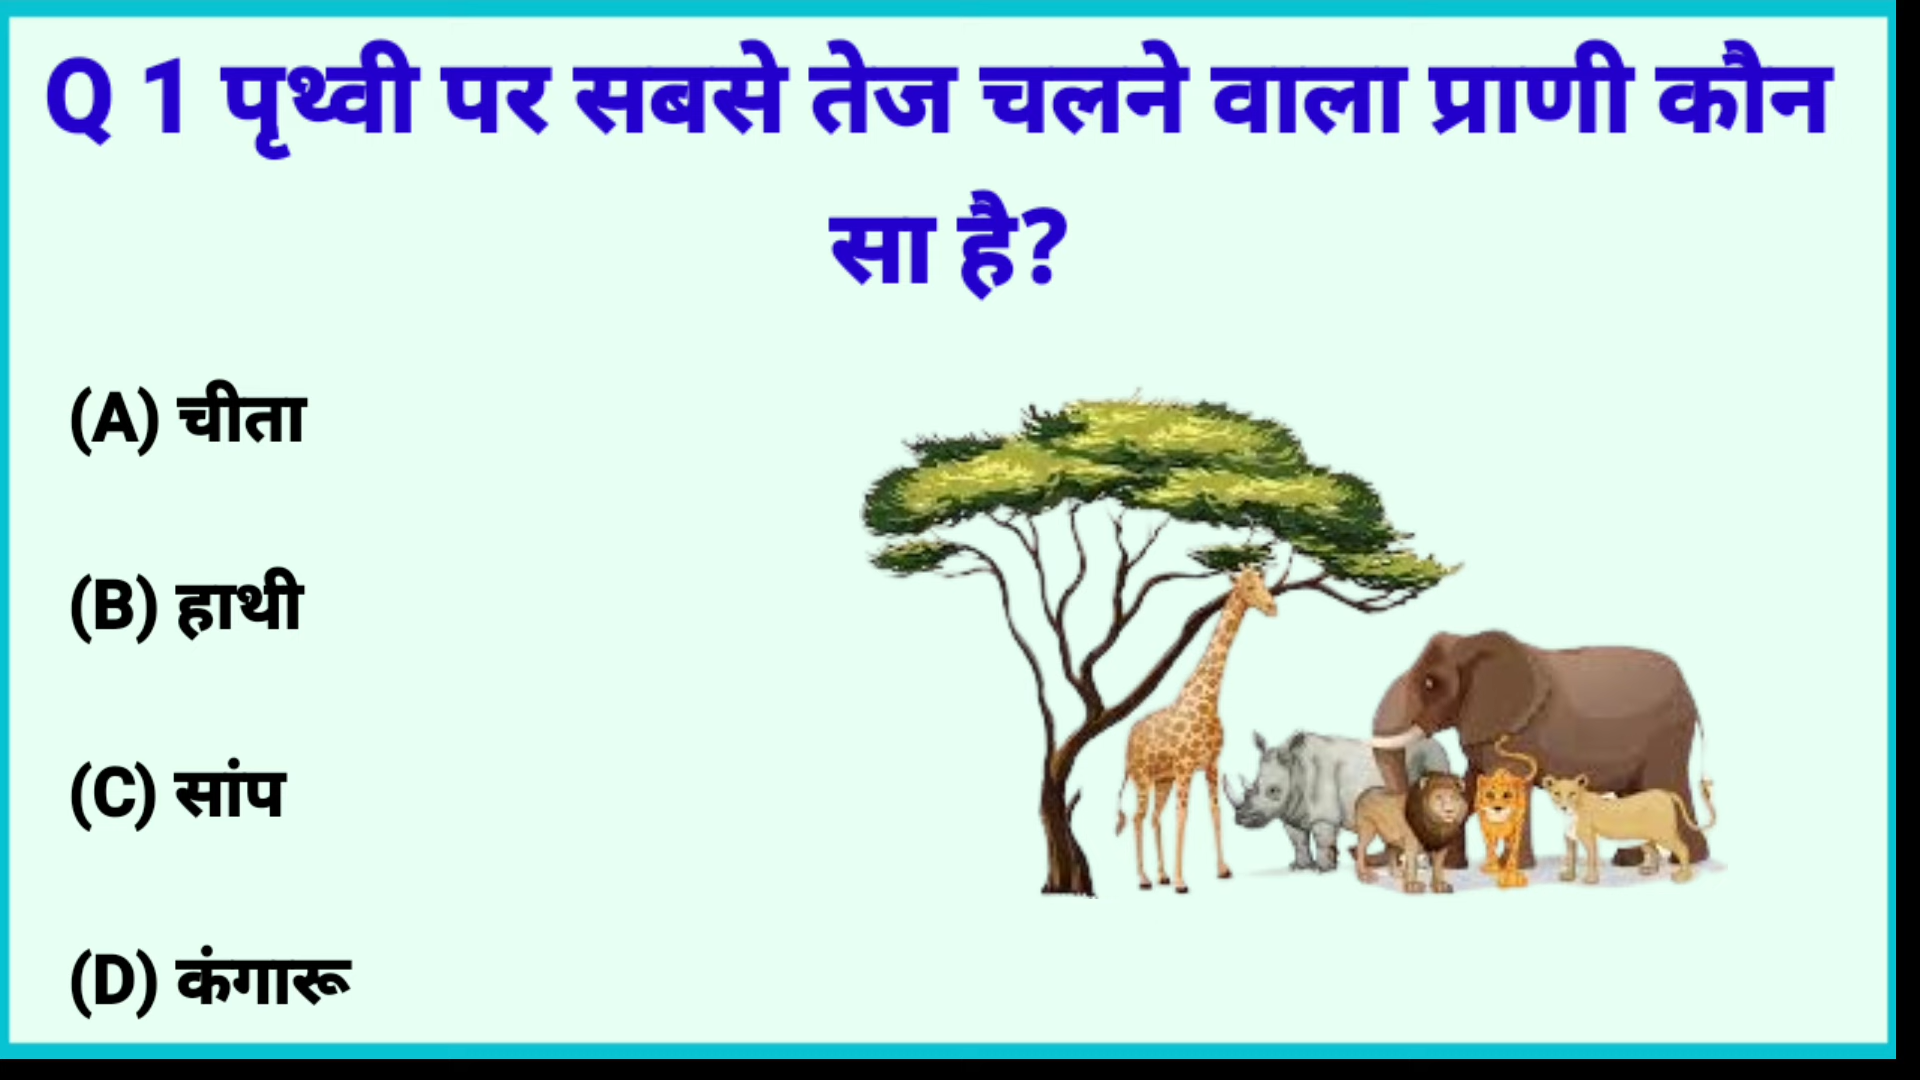 Q 1 पृथ्वी पर सबसे तेज चलने वाला प्राणी कौन
सा है?
(A) चीता
(B) हाथी
(C) सांप
(D) कंगारू